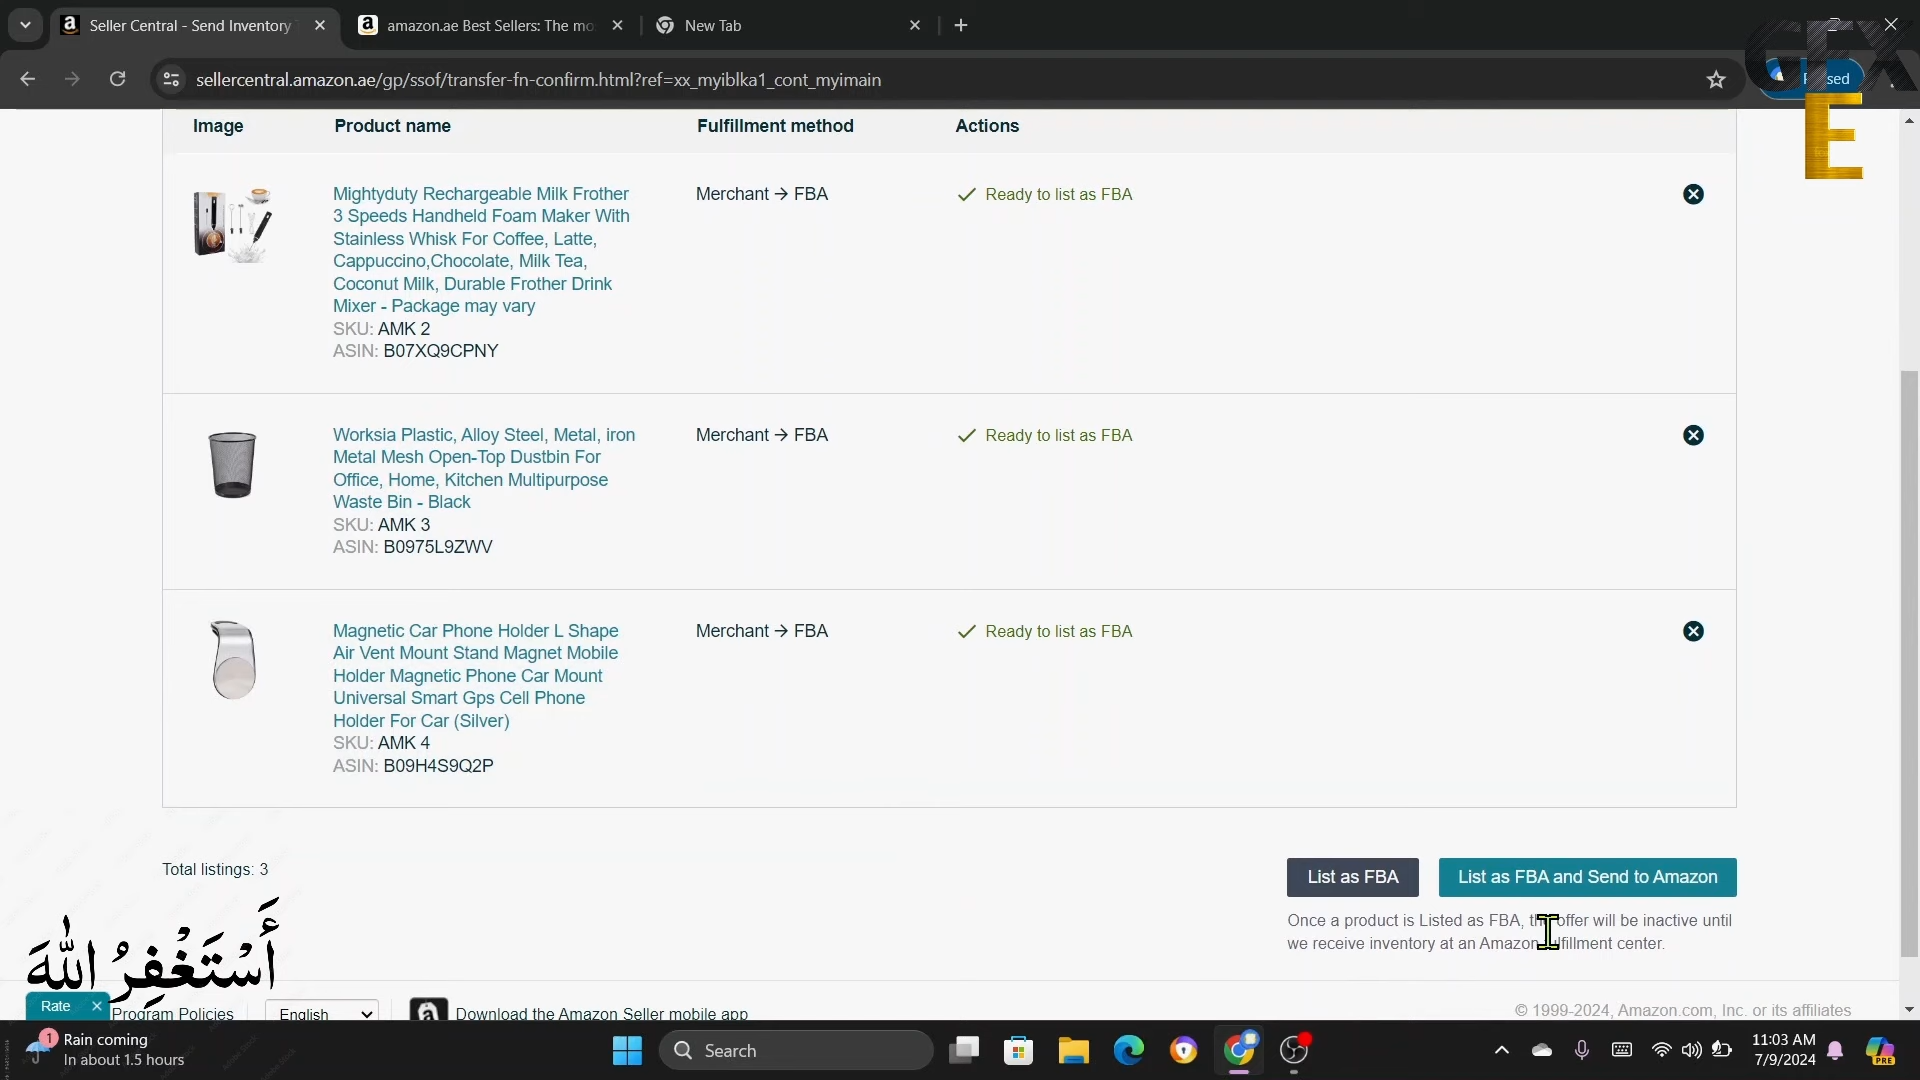 Seller Central - Send Inventory
amazon.ae Best Sellers: The mo
New Tab
sellercentral.amazon.ae/gp/ssof/transfer-fn-confirm.html?ref=xx_myiblka1_cont_myimain
GFX
E
Image Product name Fulfillment method Actions
Mightyduty Rechargeable Milk Frother
3 Speeds Handheld Foam Maker With
Stainless Whisk For Coffee, Latte,
Cappuccino,Chocolate, Milk Tea,
Coconut Milk, Durable Frother Drink
Mixer - Package may vary
SKU: AMK 2
ASIN: B07XQ9CPNY
Merchant → FBA
Ready to list as FBA
Worksia Plastic, Alloy Steel, Metal, iron
Metal Mesh Open-Top Dustbin For
Office, Home, Kitchen Multipurpose
Waste Bin - Black
SKU: AMK 3
ASIN: B0975L9ZWV
Merchant → FBA
Ready to list as FBA
Magnetic Car Phone Holder L Shape
Air Vent Mount Stand Magnet Mobile
Holder Magnetic Phone Car Mount
Universal Smart Gps Cell Phone
Holder For Car (Silver)
SKU: AMK 4
ASIN: B09H4S9Q2P
Merchant → FBA
Ready to list as FBA
Total listings: 3
List as FBA
List as FBA and Send to Amazon
Once a product is Listed as FBA, the offer will be inactive until
we receive inventory at an Amazon fulfillment center.
أَسْتَغْفِرُ اللهَ
Rate
Program Policies
English
Download the Amazon Seller mobile app
© 1999-2024, Amazon.com, Inc. or its affiliates
1
Rain coming
In about 1.5 hours
Search
11:03 AM
7/9/2024
PRE